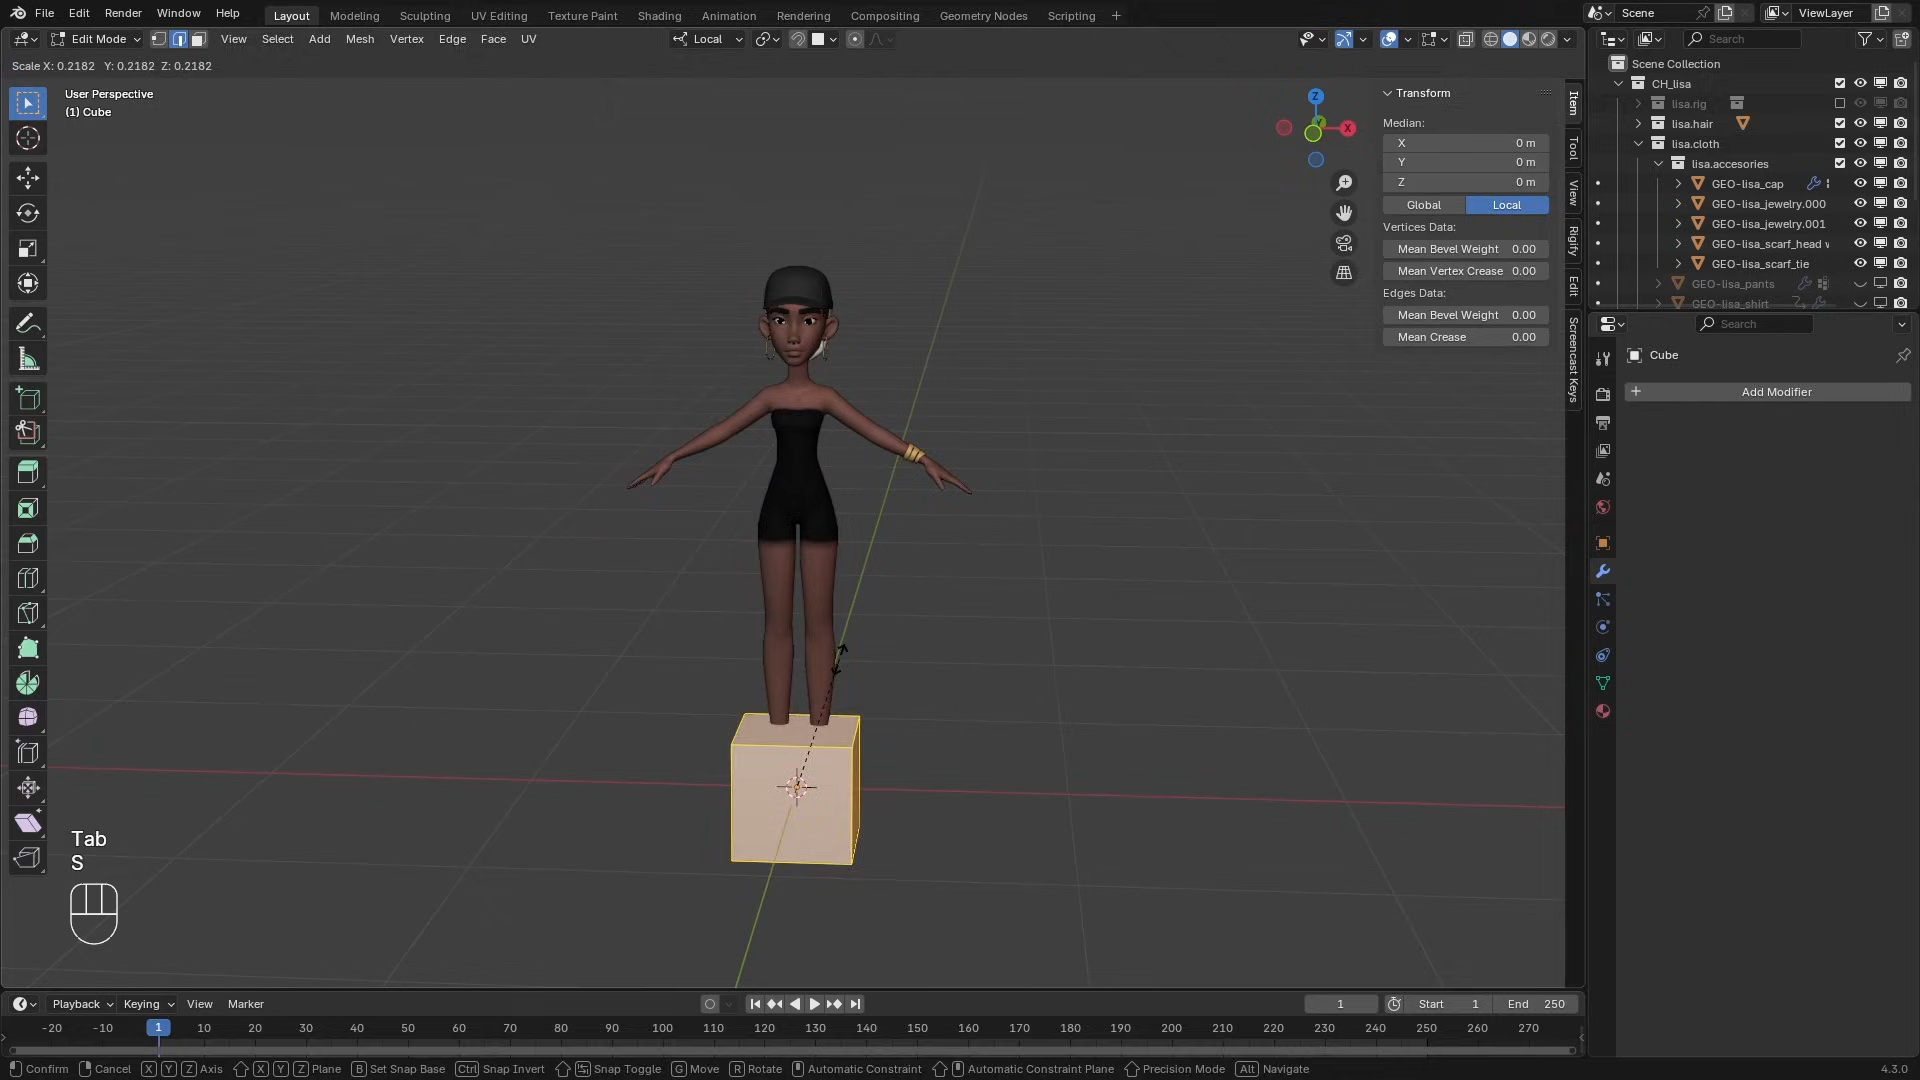 File Edit Render Window Help Layout Modeling Sculpting UV Editing Texture Paint Shading Animation Rendering Compositing Geometry Nodes Scripting + Scene ViewLayer
Edit Mode View Select Add Mesh Vertex Edge Face UV Local Search
Scale X: 0.2182 Y: 0.2182 Z: 0.2182
User Perspective
(1) Cube
Z
X
Transform
Median:
X 0 m
Y 0 m
Z 0 m
Global Local
Vertices Data:
Mean Bevel Weight 0.00
Mean Vertex Crease 0.00
Edges Data:
Mean Bevel Weight 0.00
Mean Crease 0.00
Item
Tool
View
Rigify
Edit
Screencast Keys
Scene Collection
CH_lisa
lisa.rig
lisa.hair
lisa.cloth
lisa.accesories
GEO-lisa_cap
GEO-lisa_jewelry.000
GEO-lisa_jewelry.001
GEO-lisa_scarf_head
GEO-lisa_scarf_tie
GEO-lisa_pants
GEO-lisa_shirt
Search
Cube
+ Add Modifier
Tab
S
Playback Keying View Marker 1 Start 1 End 250
-20 -10 1 10 20 30 40 50 60 70 80 90 100 110 120 130 140 150 160 170 180 190 200 210 220 230 240 250 260 270
Confirm Cancel X Y Z Axis X Y Z Plane B Set Snap Base Ctrl Snap Invert Snap Toggle G Move R Rotate Automatic Constraint Automatic Constraint Plane Precision Mode Alt Navigate 4.3.0